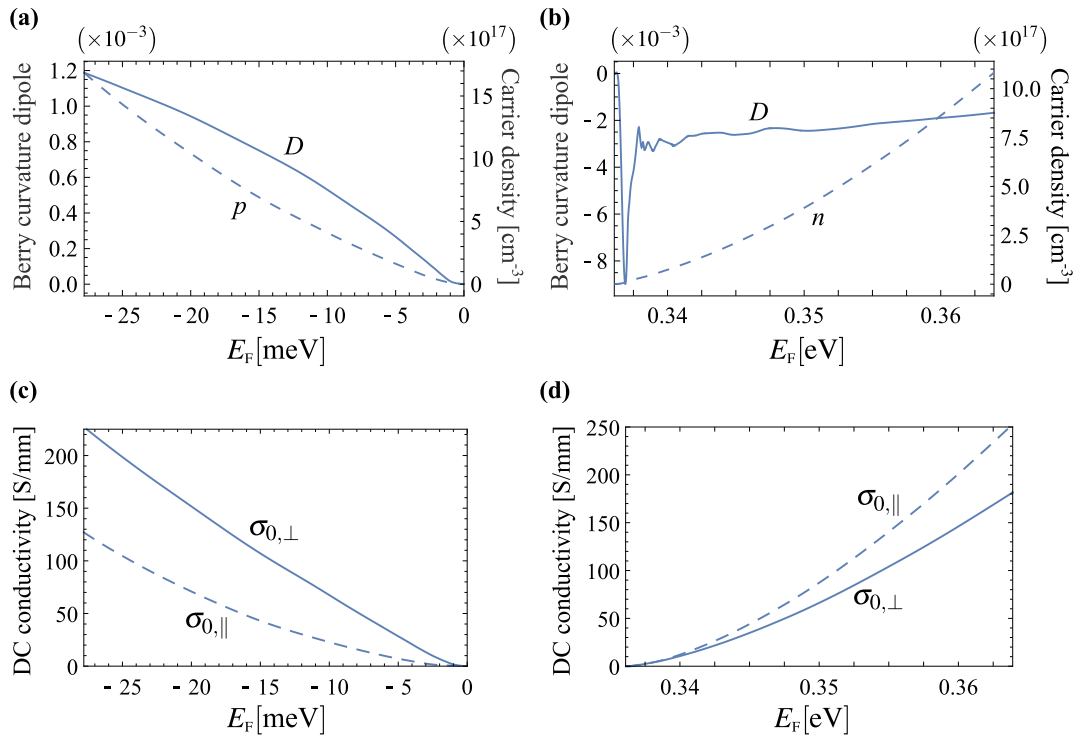 (a)
(×10⁻³)
(×10¹⁷)
Berry curvature dipole
1.2
1.0
0.8
0.6
0.4
0.2
0.0
D
p
15
10
5
0
Carrier density [cm⁻³]
- 25 - 20 - 15 - 10 - 5 0
E_F [meV]
(b)
(×10⁻³)
(×10¹⁷)
Berry curvature dipole
0
-2
-4
-6
-8
D
n
10.0
7.5
5.0
2.5
0
Carrier density [cm⁻³]
0.34 0.35 0.36
E_F [eV]
(c)
DC conductivity [S/mm]
200
150
100
50
0
σ₀,⊥
σ₀,∥
- 25 - 20 - 15 - 10 - 5 0
E_F [meV]
(d)
DC conductivity [S/mm]
250
200
150
100
50
0
σ₀,∥
σ₀,⊥
0.34 0.35 0.36
E_F [eV]